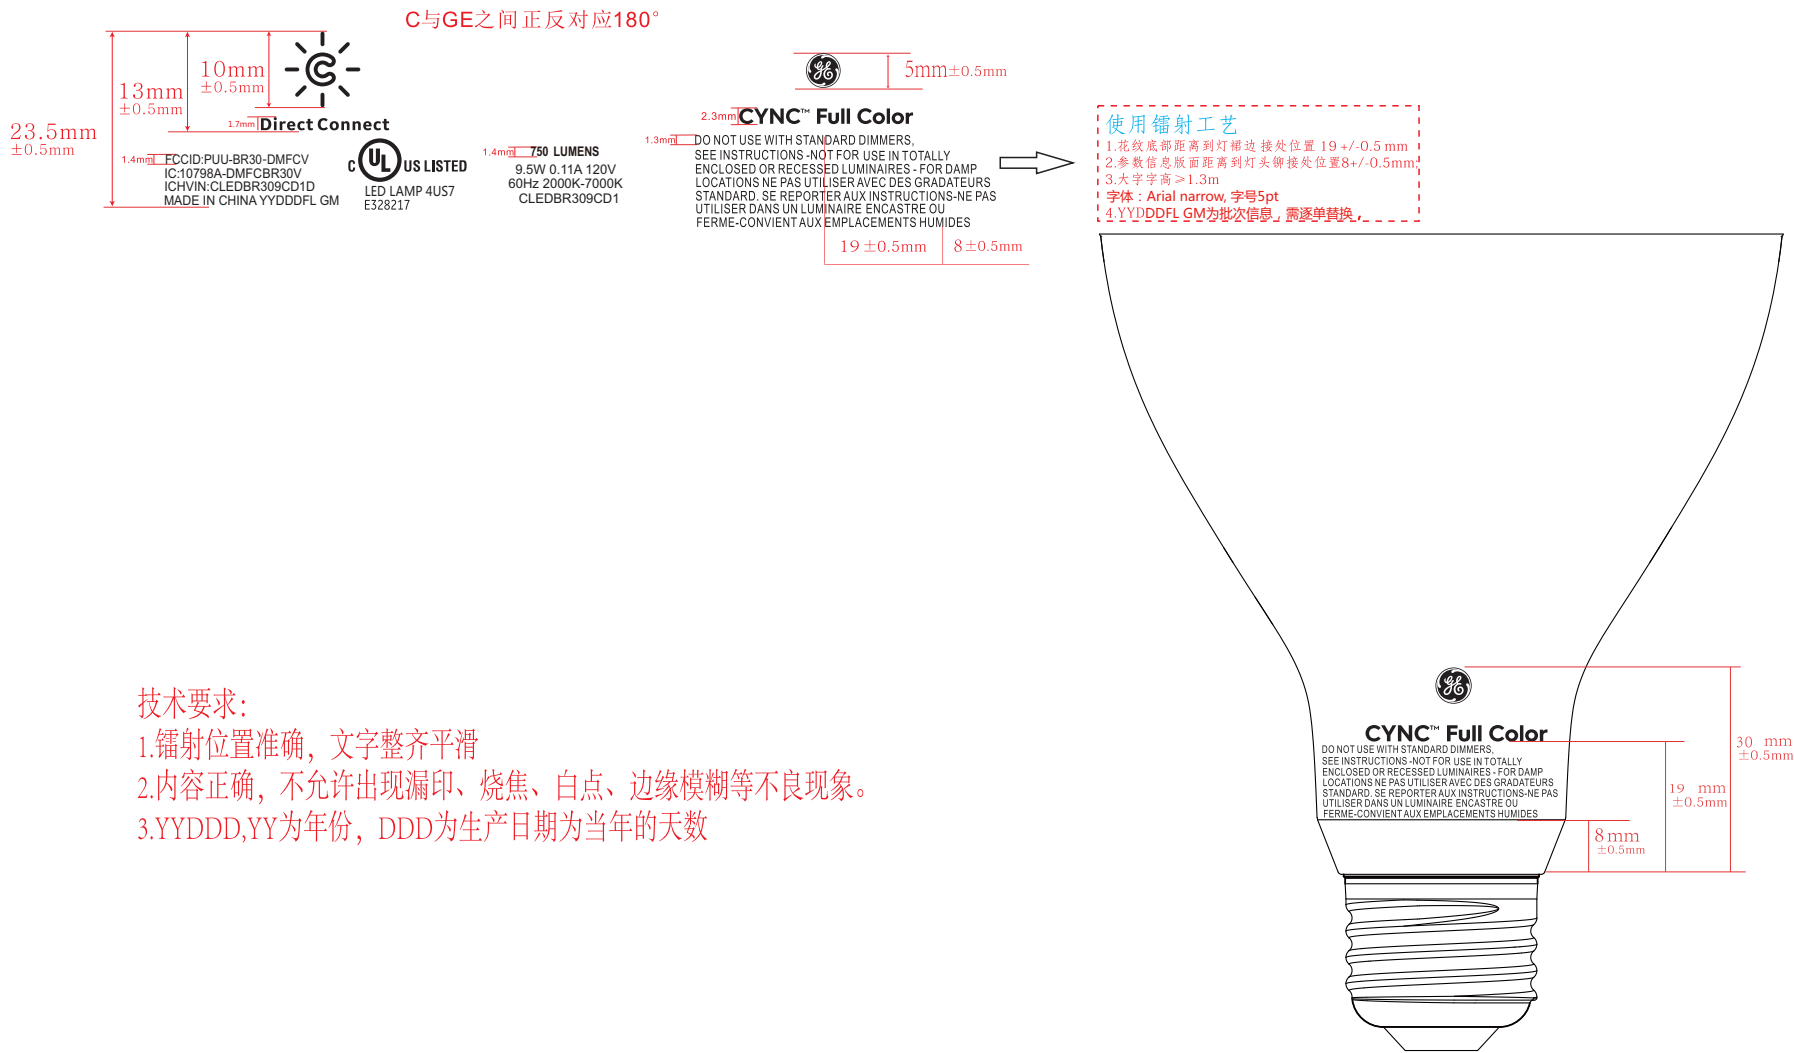 C与GE之间正反对应180°
23.5mm
±0.5mm
13mm
±0.5mm
10mm
±0.5mm
1.7mm
Direct Connect
1.4mm
FCCID:PUU-BR30-DMFCV
IC:10798A-DMFCBR30V
ICHVIN:CLEDBR309CD1D
MADE IN CHINA YYDDDFL GM
C UL US LISTED
LED LAMP 4US7
E328217
1.4mm
750 LUMENS
9.5W 0.11A 120V
60Hz 2000K-7000K
CLEDBR309CD1
GE
5mm±0.5mm
2.3mm
CYNC™ Full Color
1.3mm
DO NOT USE WITH STANDARD DIMMERS,
SEE INSTRUCTIONS -NOT FOR USE IN TOTALLY
ENCLOSED OR RECESSED LUMINAIRES - FOR DAMP
LOCATIONS NE PAS UTILISER AVEC DES GRADATEURS
STANDARD. SE REPORTER AUX INSTRUCTIONS-NE PAS
UTILISER DANS UN LUMINAIRE ENCASTRE OU
FERME-CONVIENT AUX EMPLACEMENTS HUMIDES
19±0.5mm
8±0.5mm
使用镭射工艺
1.花纹底部距离到灯裙边 接处位置 19 +/-0.5 mm
2.参数信息版面距离到灯头铆接处位置8+/-0.5mm;
3.大字字高≥1.3m
字体：Arial narrow, 字号5pt
4.YYDDDFL GM为批次信息，需逐单替换，
技术要求:
1.镭射位置准确，文字整齐平滑
2.内容正确，不允许出现漏印、烧焦、白点、边缘模糊等不良现象。
3.YYDDD,YY为年份，DDD为生产日期为当年的天数
GE
CYNC™ Full Color
DO NOT USE WITH STANDARD DIMMERS,
SEE INSTRUCTIONS -NOT FOR USE IN TOTALLY
ENCLOSED OR RECESSED LUMINAIRES - FOR DAMP
LOCATIONS NE PAS UTILISER AVEC DES GRADATEURS
STANDARD. SE REPORTER AUX INSTRUCTIONS-NE PAS
UTILISER DANS UN LUMINAIRE ENCASTRE OU
FERME-CONVIENT AUX EMPLACEMENTS HUMIDES
30 mm
±0.5mm
19 mm
±0.5mm
8mm
±0.5mm